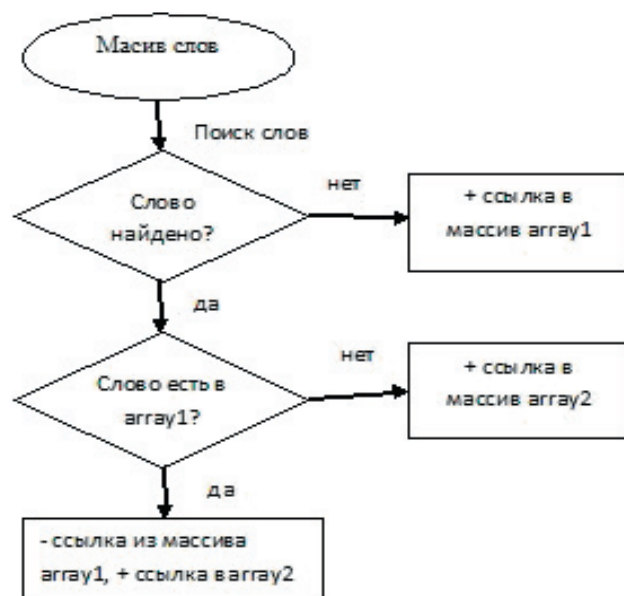 Масив слов
Поиск слов
Слово
найдено?
нет
+ ссылка в
массив array1
да
Слово есть в
array1?
нет
+ ссылка в
массив array2
да
- ссылка из массива
array1, + ссылка в array2